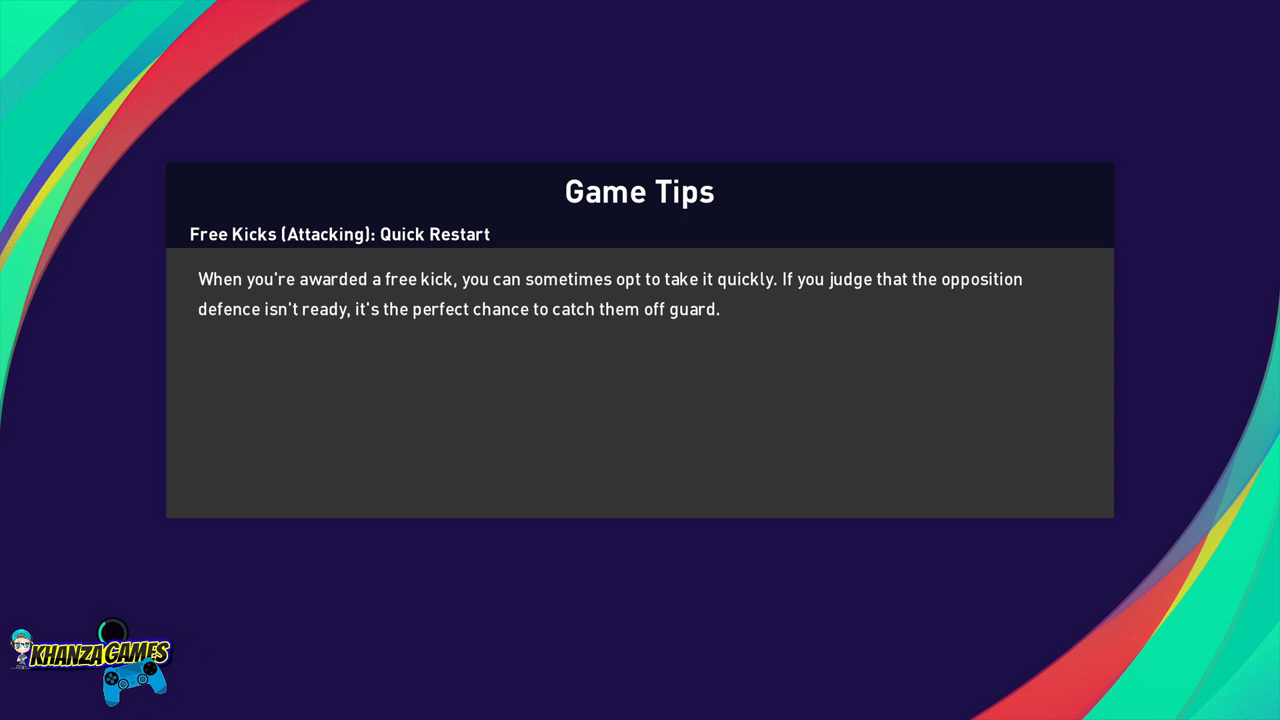 Game Tips
Free Kicks (Attacking): Quick Restart
When you're awarded a free kick, you can sometimes opt to take it quickly. If you judge that the opposition
defence isn't ready, it's the perfect chance to catch them off guard.
KHANZA GAMES